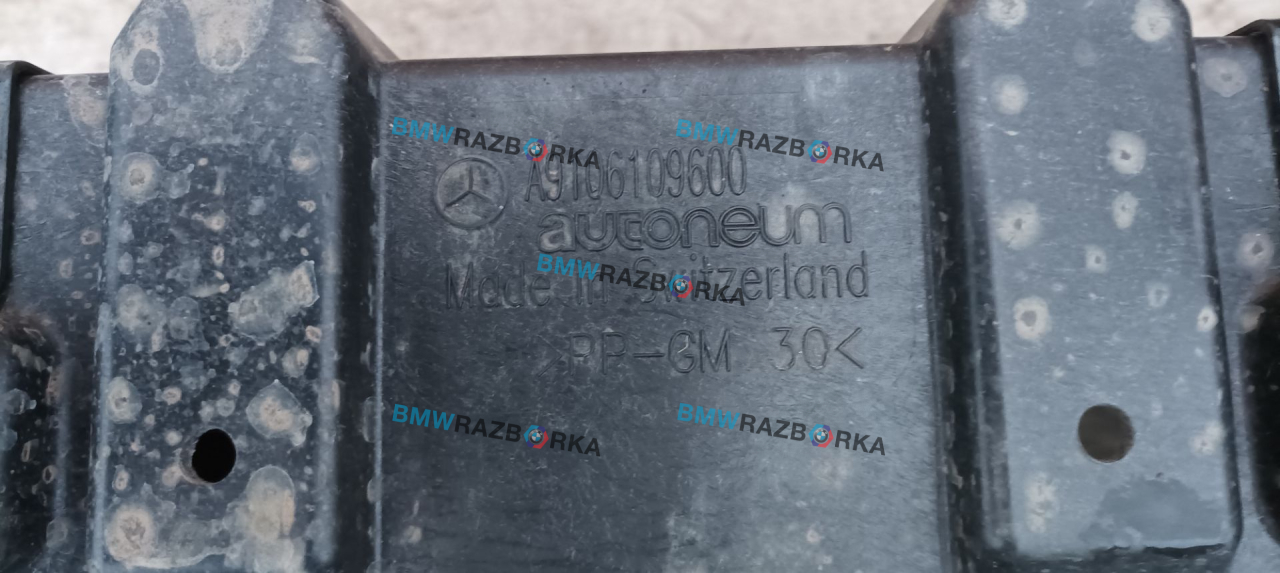 BMWRAZBORKA BMWRAZBORKA
A9106109600
autoneum
BMWRAZBORKA
Made in Switzerland
>PP-GM 30<
BMWRAZBORKA BMWRAZBORKA